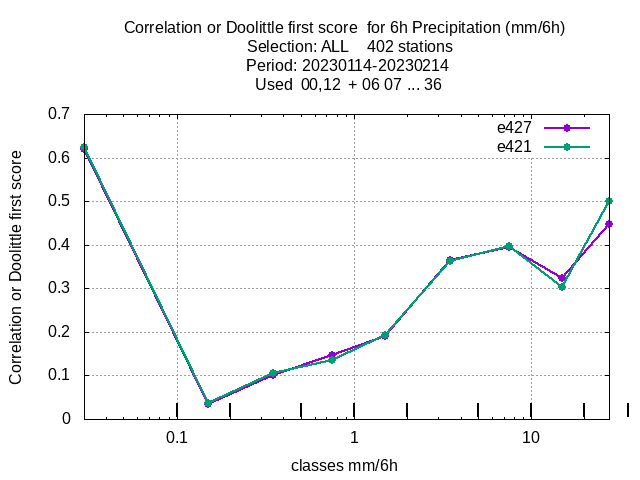 Correlation or Doolittle first score  for 6h Precipitation (mm/6h)
Selection: ALL    402 stations
Period: 20230114-20230214
Used  00,12  + 06 07 ... 36
Correlation or Doolittle first score
0.7
0.6
0.5
0.4
0.3
0.2
0.1
0
e427
e421
0.1 1 10
classes mm/6h